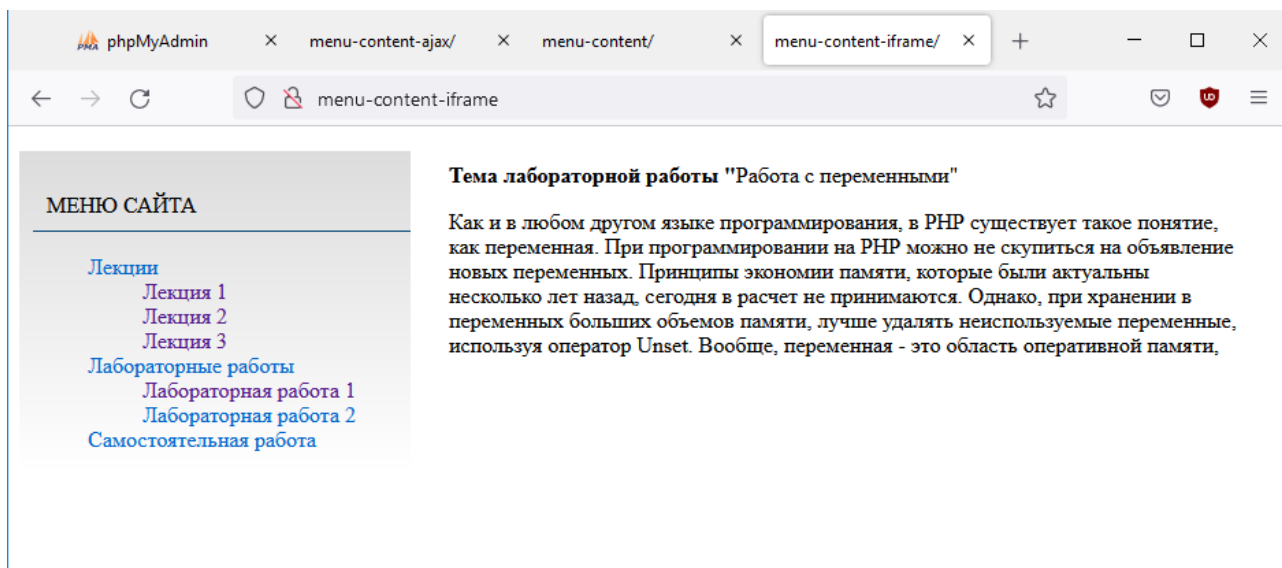 phpMyAdmin
menu-content-ajax/
menu-content/
menu-content-iframe/
menu-content-iframe
МЕНЮ САЙТА
Лекции
Лекция 1
Лекция 2
Лекция 3
Лабораторные работы
Лабораторная работа 1
Лабораторная работа 2
Самостоятельная работа
Тема лабораторной работы "Работа с переменными"
Как и в любом другом языке программирования, в PHP существует такое понятие,
как переменная. При программировании на PHP можно не скупиться на объявление
новых переменных. Принципы экономии памяти, которые были актуальны
несколько лет назад, сегодня в расчет не принимаются. Однако, при хранении в
переменных больших объемов памяти, лучше удалять неиспользуемые переменные,
используя оператор Unset. Вообще, переменная - это область оперативной памяти,